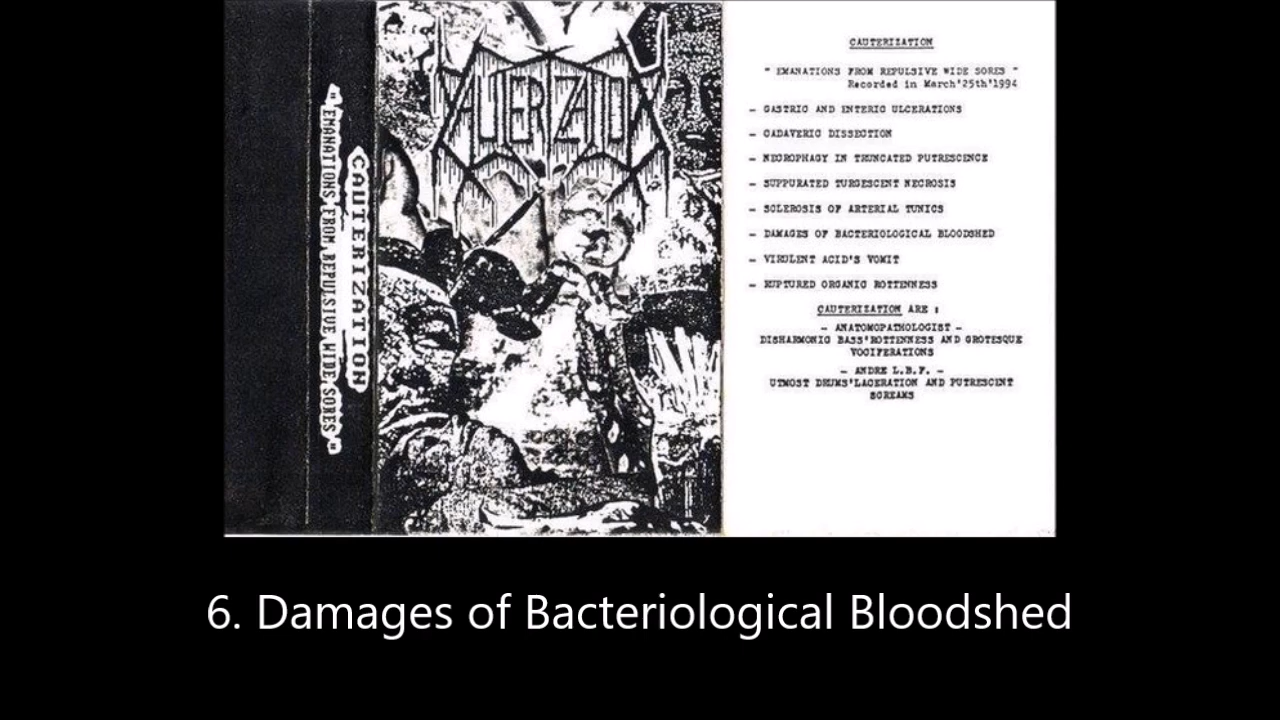 CAUTERIZATION
" EMANATIONS FROM REPULSIVE WIDE SORES "
CAUTERIZATION
CAUTERIZATION
" EMANATIONS FROM REPULSIVE WIDE SORES "
Recorded in March'25th'1994
- GASTRIC AND ENTERIC ULCERATIONS
- CADAVERIC DISSECTION
- NECROPHAGY IN TRUNCATED PUTRESCENCE
- SUPPURATED TURGESCENT NECROSIS
- SCLEROSIS OF ARTERIAL TUNICS
- DAMAGES OF BACTERIOLOGICAL BLOODSHED
- VIRULENT ACID'S VOMIT
- RUPTURED ORGANIC ROTTENNESS
CAUTERIZATION ARE :
- ANATOMOPATHOLOGIST -
DISHARMONIC BASS'ROTTENNESS AND GROTESQUE
VOCIFERATIONS
- ANDRE L.B.F. -
UTMOST DRUMS'LACERATION AND PUTRESCENT
SCREAMS
6. Damages of Bacteriological Bloodshed